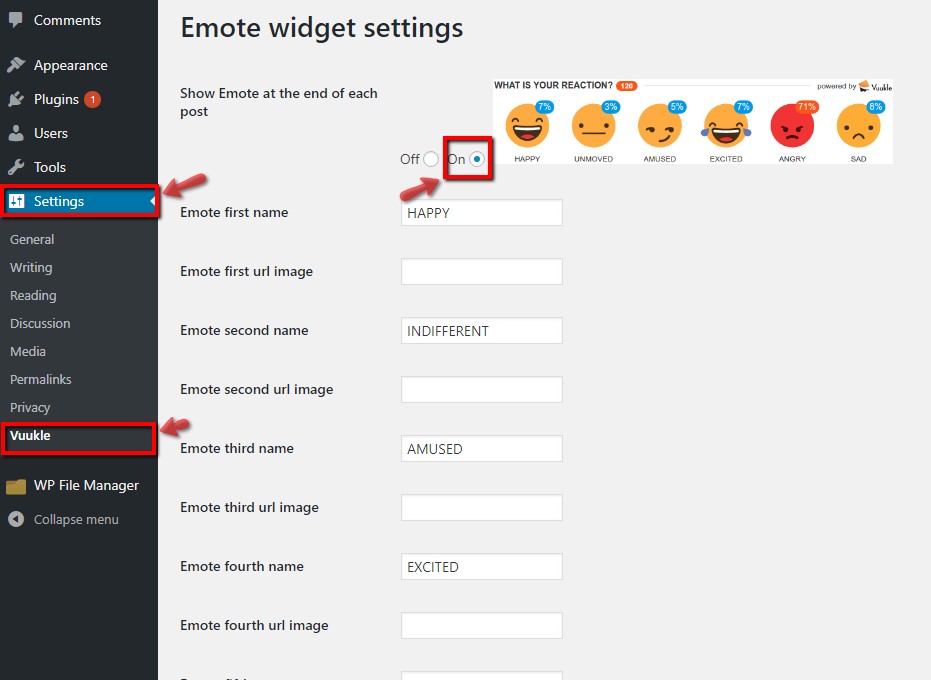 Comments
Appearance
Plugins 1
Users
Tools
Settings
General
Writing
Reading
Discussion
Media
Permalinks
Privacy
Vuukle
WP File Manager
Collapse menu
Emote widget settings
Show Emote at the end of each
post
WHAT IS YOUR REACTION? 120
powered by Vuukle
7% 3% 5% 7% 71% 8%
HAPPY UNMOVED AMUSED EXCITED ANGRY SAD
Off On
Emote first name HAPPY
Emote first url image
Emote second name INDIFFERENT
Emote second url image
Emote third name AMUSED
Emote third url image
Emote fourth name EXCITED
Emote fourth url image